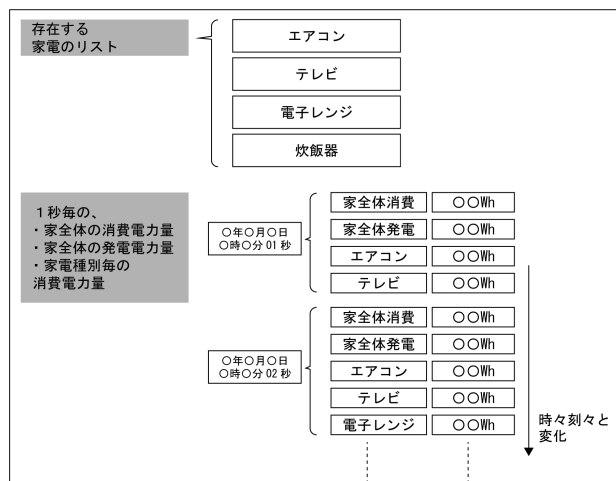 存在する
家電のリスト
エアコン
テレビ
電子レンジ
炊飯器
1秒毎の、
・家全体の消費電力量
・家全体の発電電力量
・家電種別毎の
消費電力量
○年○月○日
○時○分 01 秒
家全体消費 ○○Wh
家全体発電 ○○Wh
エアコン ○○Wh
テレビ ○○Wh
○年○月○日
○時○分 02 秒
家全体消費 ○○Wh
家全体発電 ○○Wh
エアコン ○○Wh
テレビ ○○Wh
電子レンジ ○○Wh
時々刻々と
変化